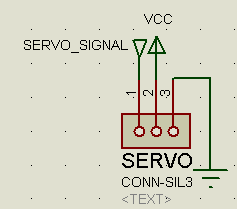 VCC
SERVO_SIGNAL
1
2
3
SERVO
CONN-SIL3
<TEXT>